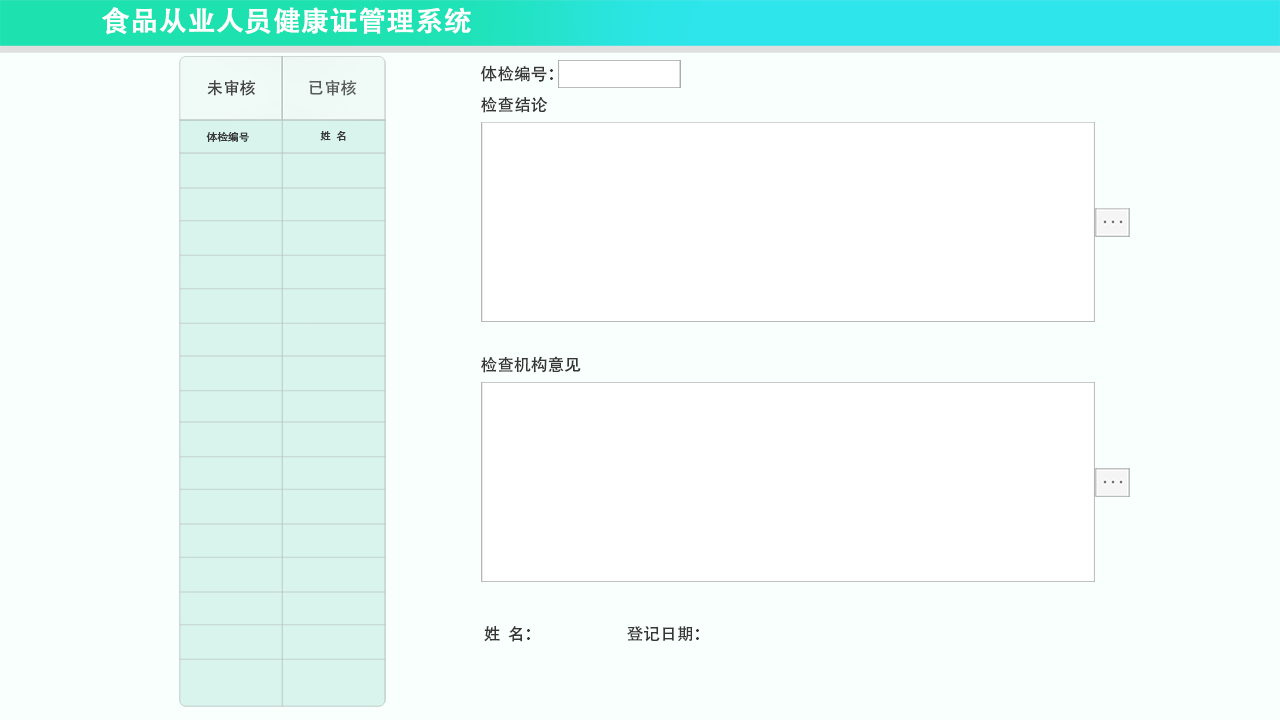 食品从业人员健康证管理系统
未审核 已审核
体检编号 姓 名
体检编号：
检查结论
...
检查机构意见
...
姓 名： 登记日期：